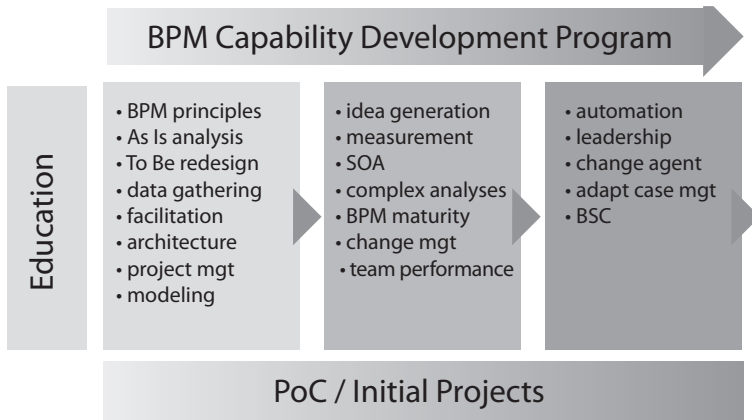 BPM Capability Development Program
Education
• BPM principles
• As Is analysis
• To Be redesign
• data gathering
• facilitation
• architecture
• project mgt
• modeling
• idea generation
• measurement
• SOA
• complex analyses
• BPM maturity
• change mgt
• team performance
• automation
• leadership
• change agent
• adapt case mgt
• BSC
PoC / Initial Projects